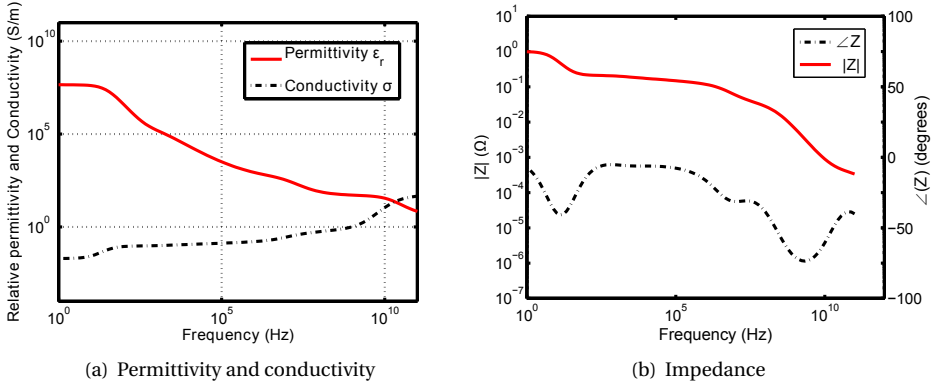 Relative permittivity and Conductivity (S/m)
10^10
10^5
10^0
Permittivity ε_r
Conductivity σ
10^0
10^5
10^10
Frequency (Hz)
(a) Permittivity and conductivity
|Z| (Ω)
10^1
10^0
10^-1
10^-2
10^-3
10^-4
10^-5
10^-6
10^-7
∠Z
|Z|
100
50
0
−50
−100
∠(Z) (degrees)
10^0
10^5
10^10
Frequency (Hz)
(b) Impedance